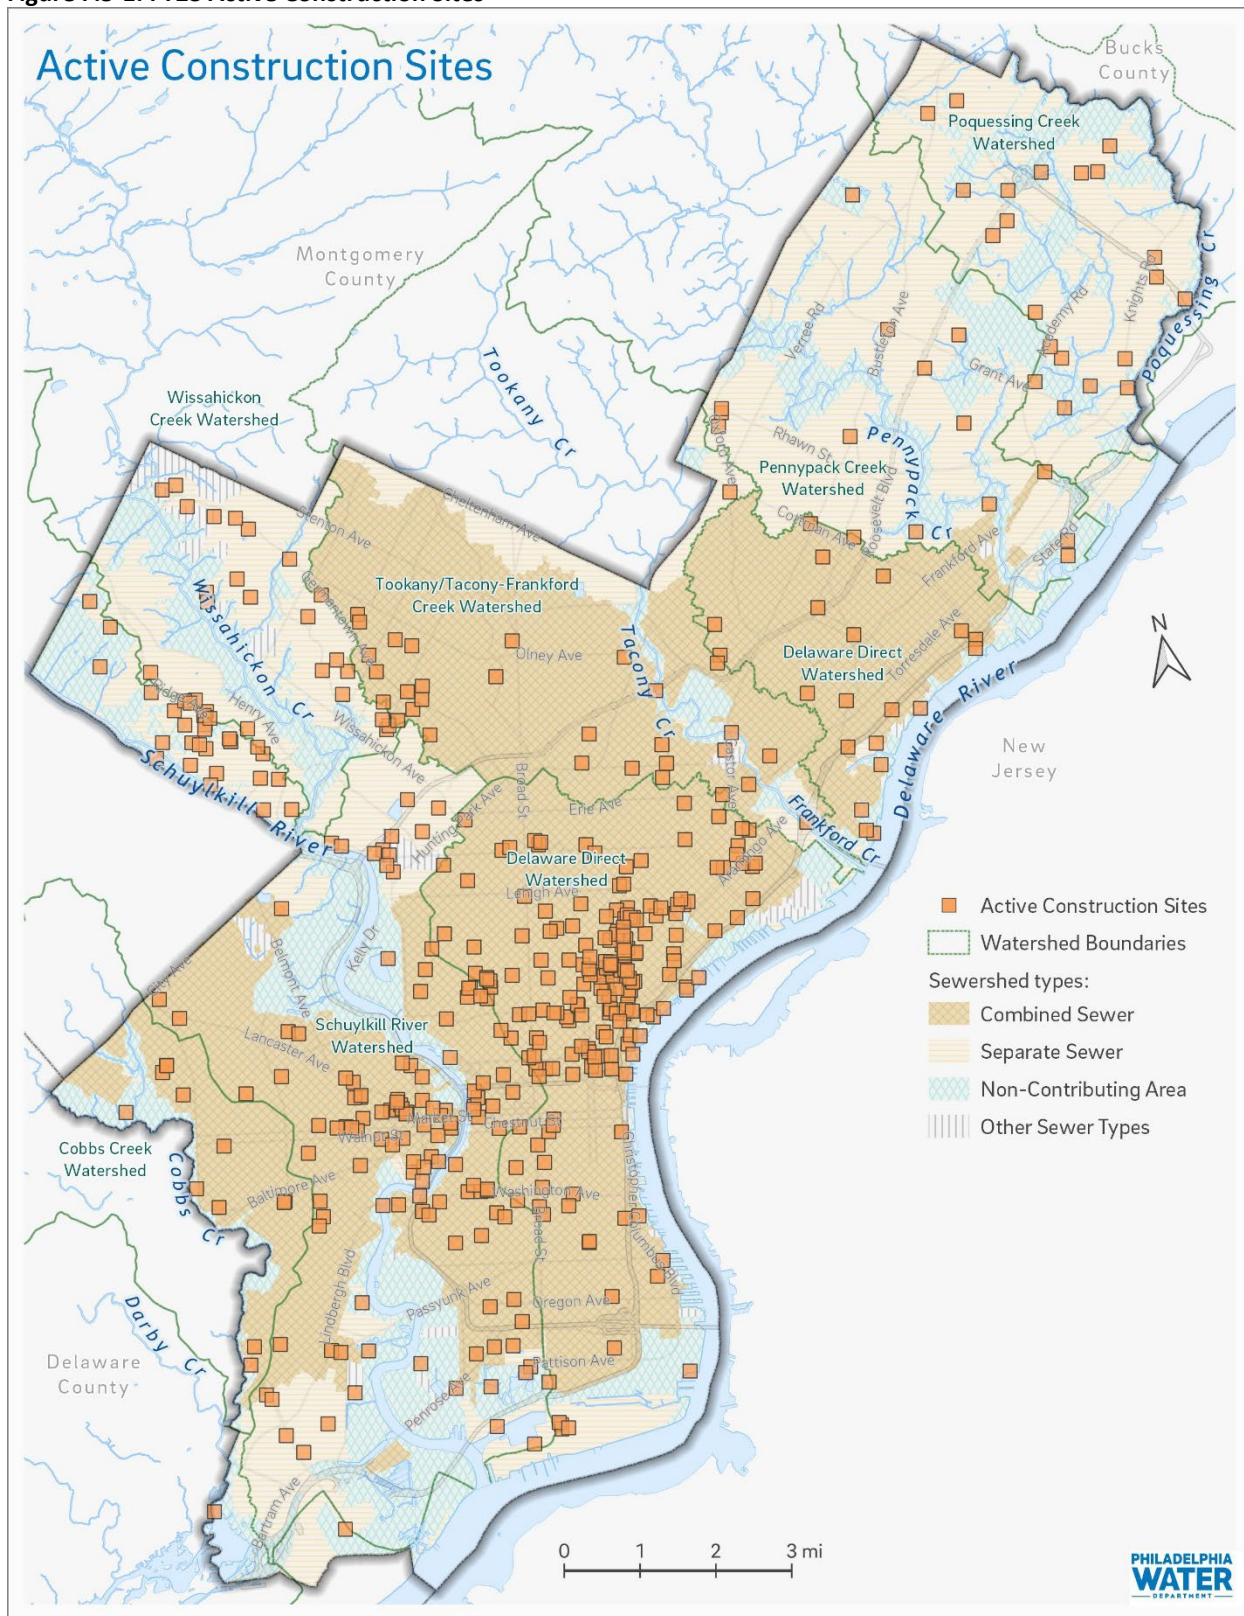 Active Construction Sites
Bucks
County
Poquessing Creek
Watershed
Montgomery
County
Poquessing Cr
Knights Rd
Academy Rd
Verree Rd
Bustleton Ave
Grant Ave
Tookany Cr
Wissahickon
Creek Watershed
Oxford Ave
Rhawn St
Pennypack Cr
Pennypack Creek
Watershed
Roosevelt Blvd
Cheltenham Ave
Stenton Ave
Cottman Ave
Frankford Ave
State Rd
Germantown Ave
Tookany/Tacony-Frankford
Creek Watershed
Wissahickon Cr
Olney Ave
Tacony Cr
Torresdale Ave
Delaware Direct
Watershed
N
Ridge Ave
Henry Ave
Wissahickon Ave
Delaware River
New
Jersey
Schuylkill River
Broad St
Castor Ave
Erie Ave
Hunting Park Ave
Frankford Cr
Aramingo Ave
Delaware Direct
Watershed
Lehigh Ave
Kelly Dr
City Ave
Belmont Ave
Schuylkill River
Watershed
Lancaster Ave
Market St
Walnut St
Chestnut St
Cobbs Creek
Watershed
Cobbs Cr
Baltimore Ave
Washington Ave
Christopher Columbus Blvd
Broad St
Lindbergh Blvd
Passyunk Ave
Oregon Ave
Darby Cr
Delaware
County
Pattison Ave
Penrose Ave
Bartram Ave
Active Construction Sites
Watershed Boundaries
Sewershed types:
Combined Sewer
Separate Sewer
Non-Contributing Area
Other Sewer Types
0 1 2 3 mi
PHILADELPHIA
WATER
DEPARTMENT